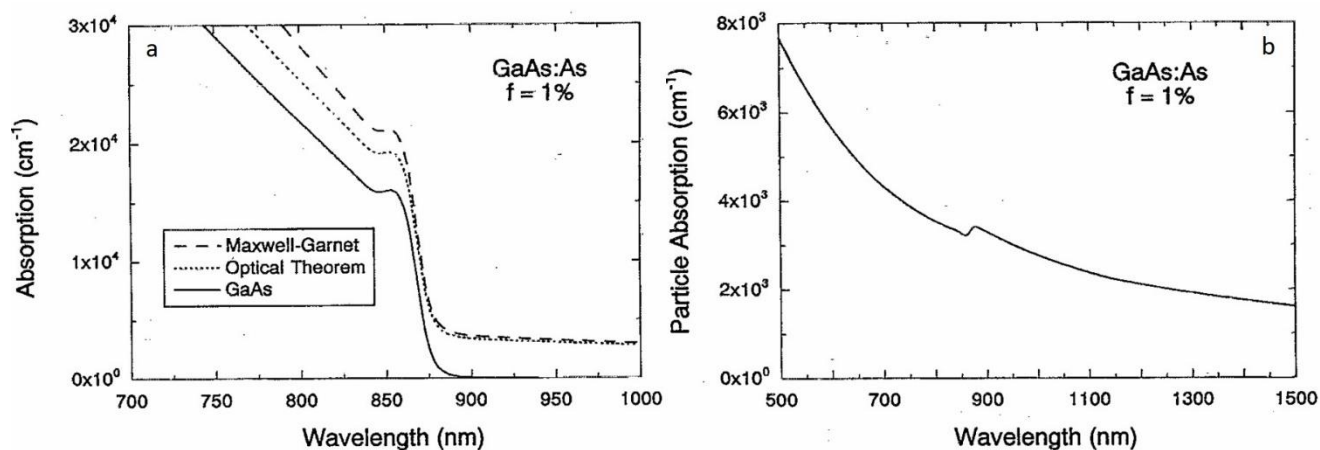 a
GaAs:As
f = 1%
3x10⁴
2x10⁴
1x10⁴
0x10⁰
Absorption (cm⁻¹)
Maxwell-Garnet
Optical Theorem
GaAs
700 750 800 850 900 950 1000
Wavelength (nm)
b
GaAs:As
f = 1%
8x10³
6x10³
4x10³
2x10³
0x10⁰
Particle Absorption (cm⁻¹)
500 700 900 1100 1300 1500
Wavelength (nm)